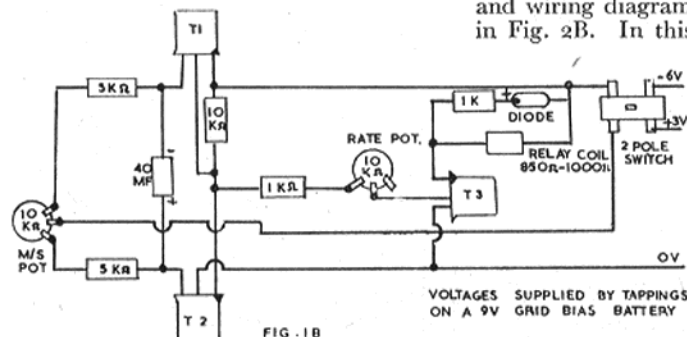 and wiring diagram
in Fig. 2B. In this
T1
5KΩ
10 KΩ
1K
DIODE
-6V
+3V
2 POLE SWITCH
RATE POT.
10 KΩ
RELAY COIL
850Ω-1000Ω
40 MF
1KΩ
T3
10 KΩ
M/S POT
5 KΩ
0V
T 2
VOLTAGES SUPPLIED BY TAPPINGS
ON A 9V GRID BIAS BATTERY
FIG. 1B